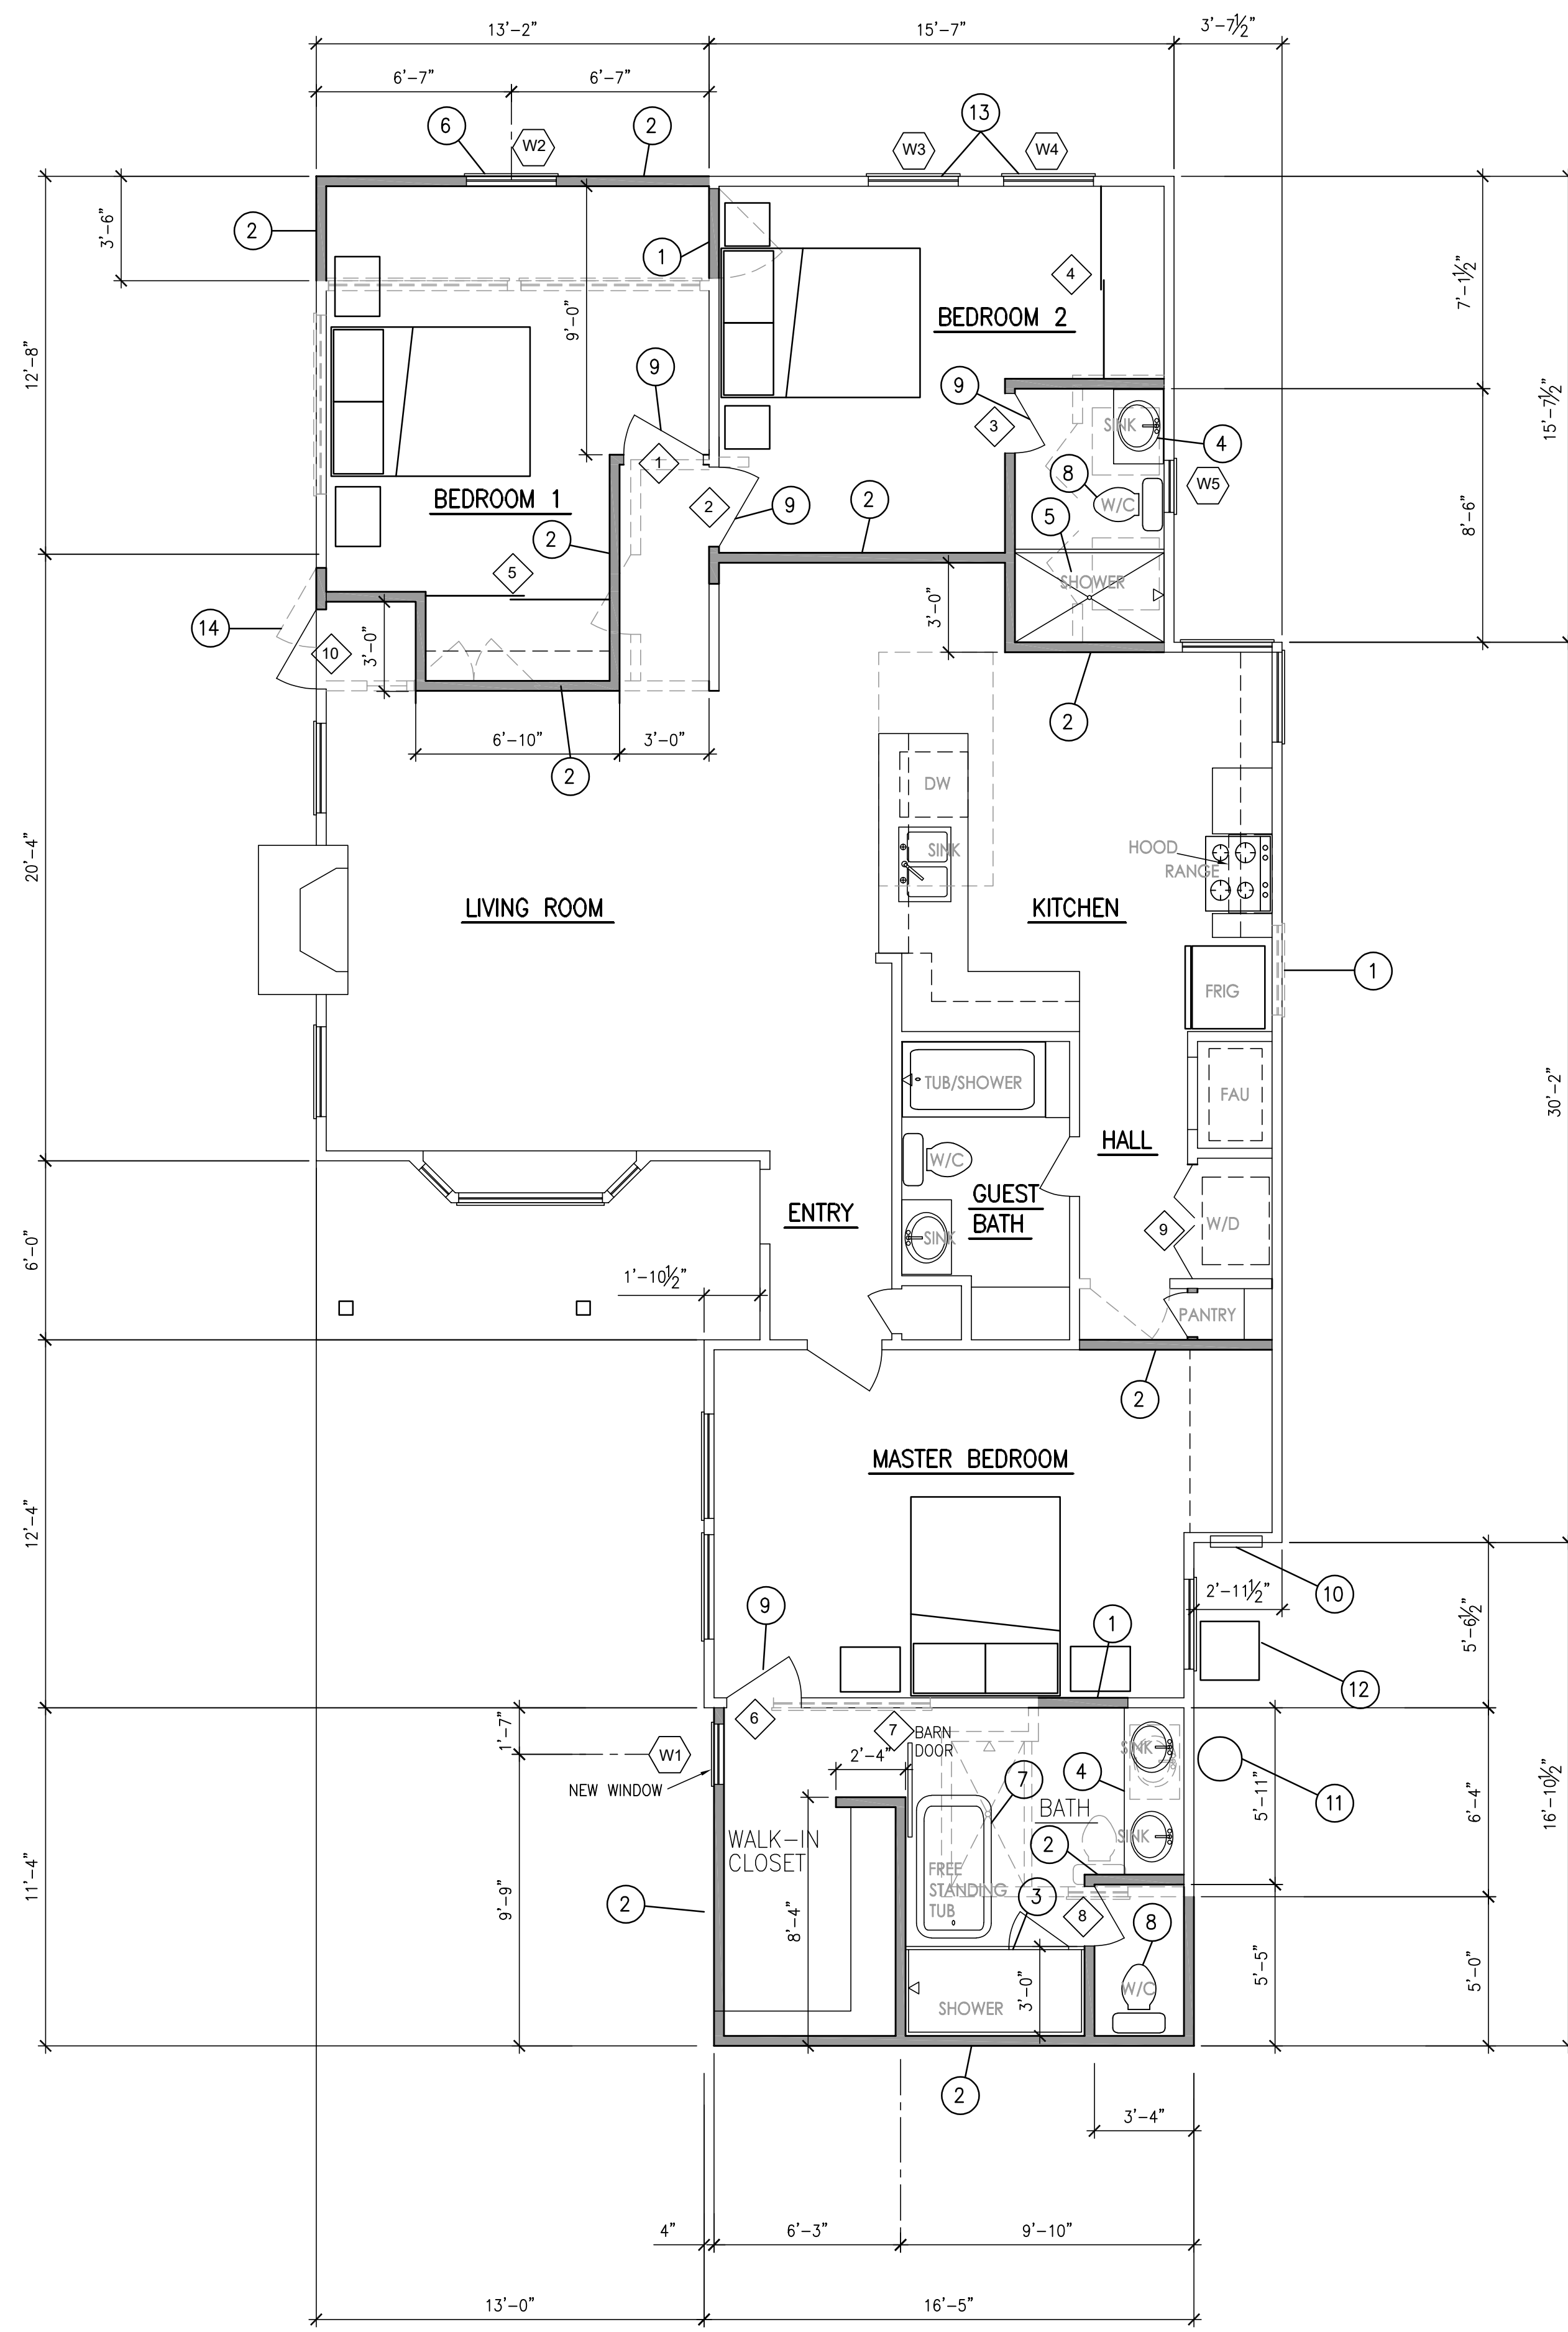 13'-2"
15'-7"
3'-7½"
6'-7"
6'-7"
6
2
13
W2
W3
W4
2
3'-6"
1
4
7'-1½"
BEDROOM 2
9'-0"
12'-8"
9
9
15'-7½"
3
SINK
4
1
8
W5
BEDROOM 1
2
9
2
W/C
8'-6"
2
5
5
SHOWER
14
10
3'-0"
3'-0"
2
6'-10"
3'-0"
2
DW
20'-4"
SINK
HOOD
RANGE
LIVING ROOM
KITCHEN
1
FRIG
TUB/SHOWER
FAU
30'-2"
HALL
W/C
GUEST
BATH
ENTRY
9
W/D
SINK
6'-0"
1'-10½"
PANTRY
2
MASTER BEDROOM
12'-4"
10
2'-11½"
9
1
5'-6½"
12
1'-7"
6
7
BARN
DOOR
W1
2'-4"
SINK
NEW WINDOW
7
4
11
5'-11"
6'-4"
16'-10½"
BATH
SINK
WALK-IN
CLOSET
2
FREE
STANDING
TUB
3
11'-4"
9'-9"
2
8'-4"
8
8
5'-5"
5'-0"
W/C
SHOWER
3'-0"
2
3'-4"
4"
6'-3"
9'-10"
13'-0"
16'-5"